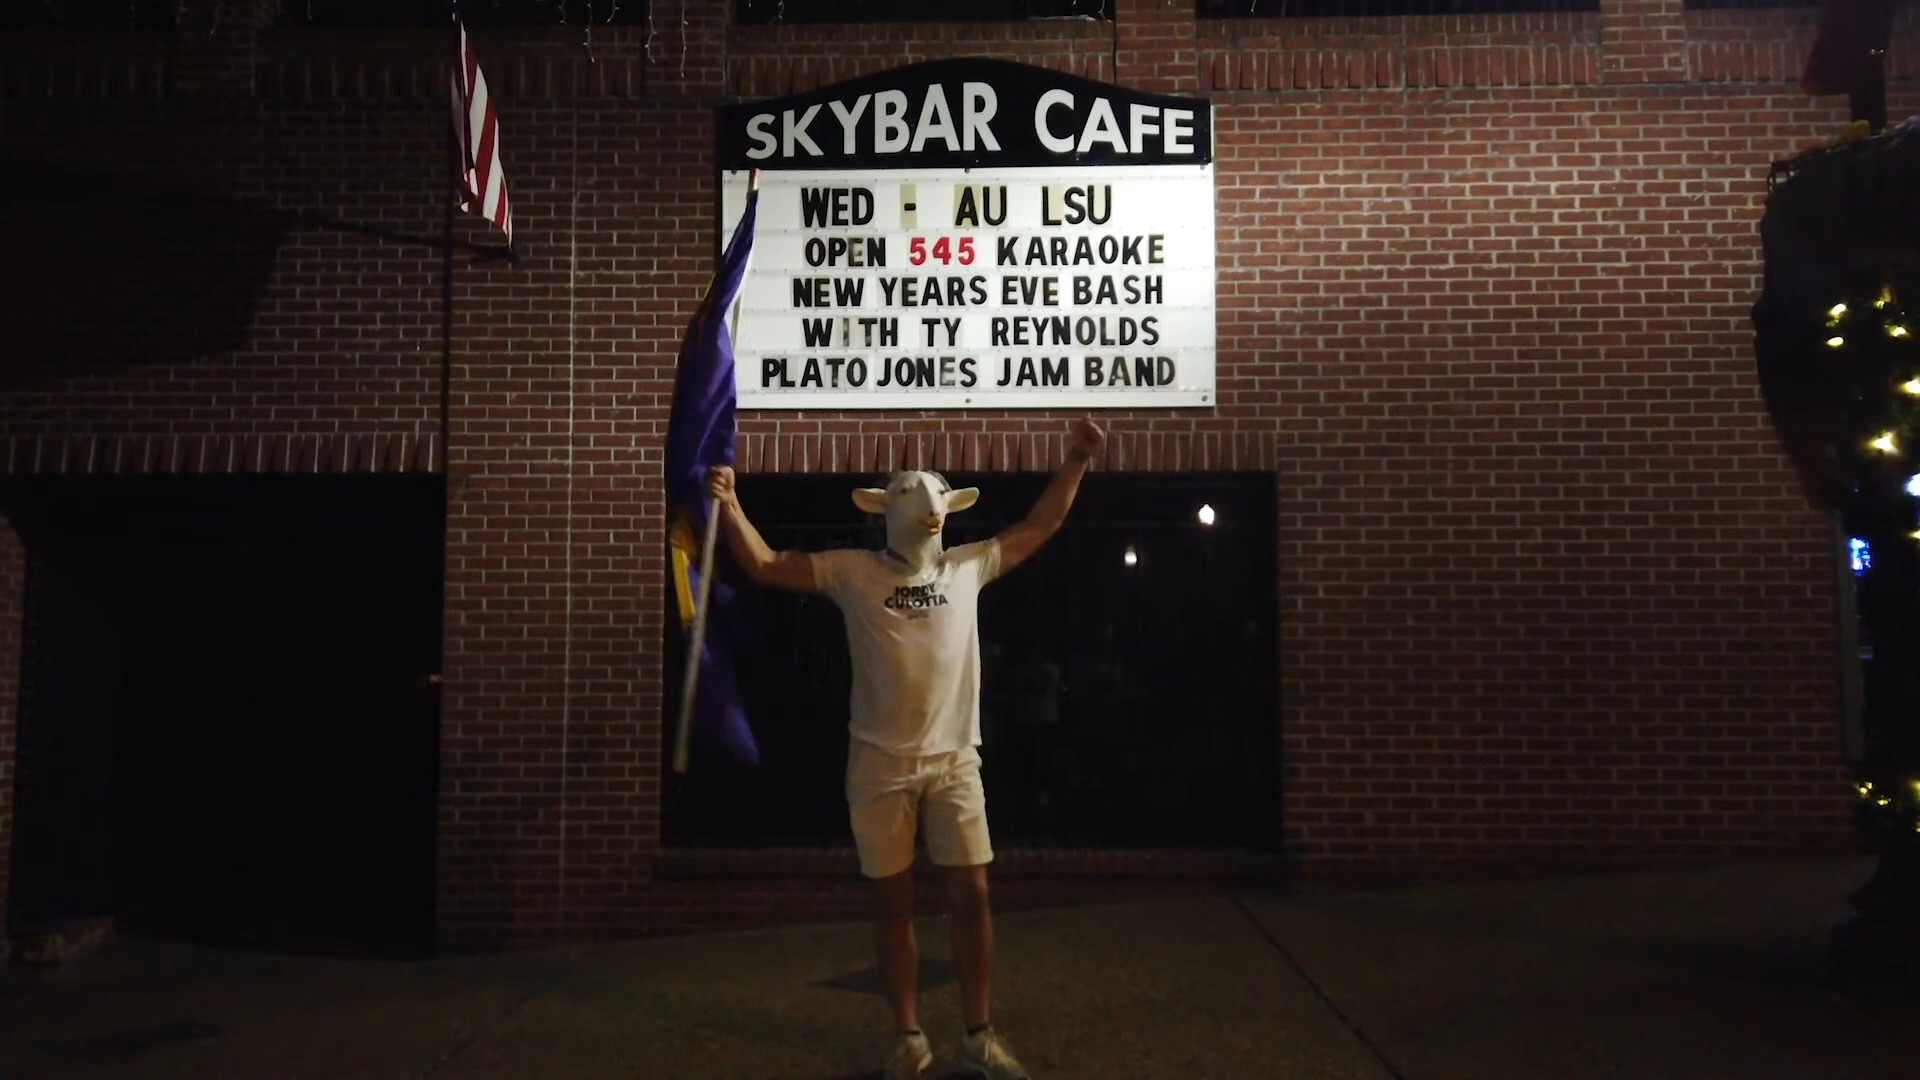 SKYBAR CAFE
WED - AU LSU
OPEN 545 KARAOKE
NEW YEARS EVE BASH
WITH TY REYNOLDS
PLATO JONES JAM BAND
JORDY
CULOTTA